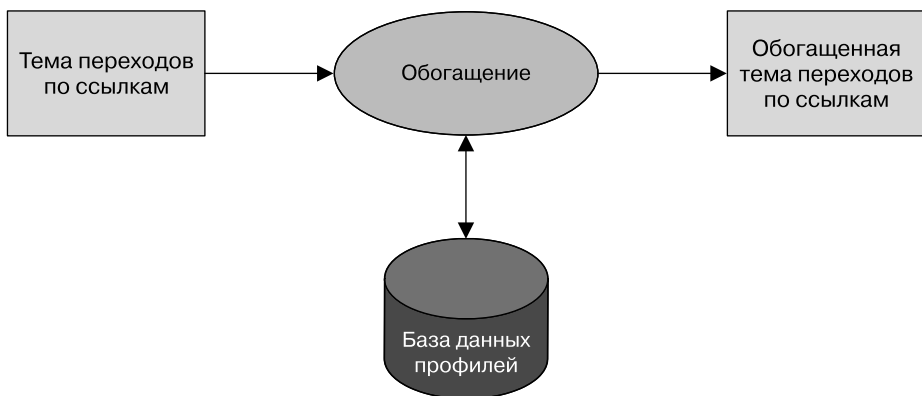 Тема переходов
по ссылкам
Обогащение
Обогащенная
тема переходов
по ссылкам
База данных
профилей